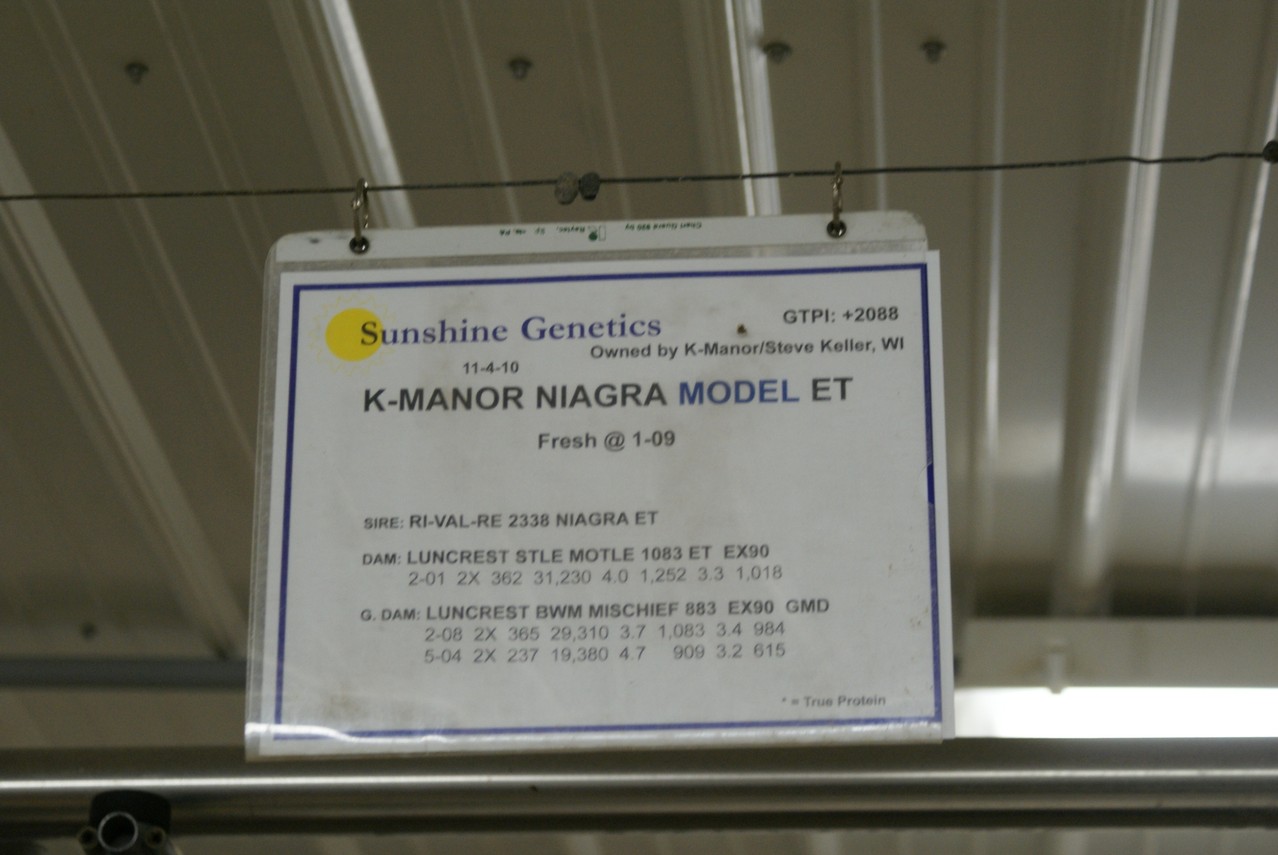 Sunshine Genetics
GTPI: +2088
Owned by K-Manor/Steve Keller, WI
11-4-10
K-MANOR NIAGRA MODEL ET
Fresh @ 1-09
SIRE: RI-VAL-RE 2338 NIAGRA ET
DAM: LUNCREST STLE MOTLE 1083 ET EX90
2-01 2X 362 31,230 4.0 1,252 3.3 1,018
G. DAM: LUNCREST BWM MISCHIEF 883 EX90 GMD
2-08 2X 365 29,310 3.7 1,083 3.4 984
5-04 2X 237 19,380 4.7 909 3.2 615
* = True Protein